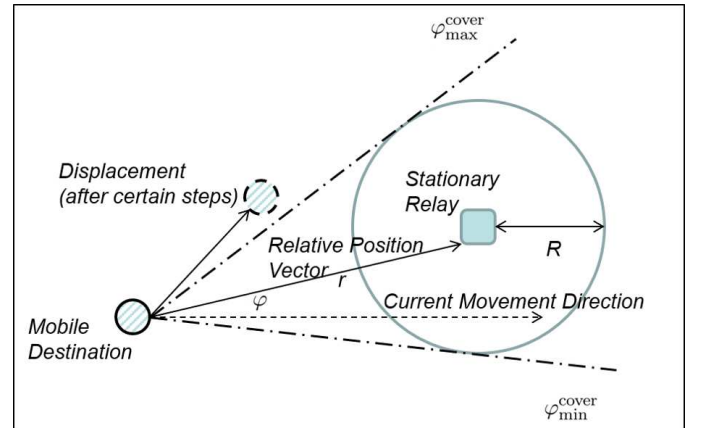 φ_max^cover
Displacement
(after certain steps)
Stationary
Relay
Relative Position
Vector
r
R
φ
Current Movement Direction
Mobile
Destination
φ_min^cover